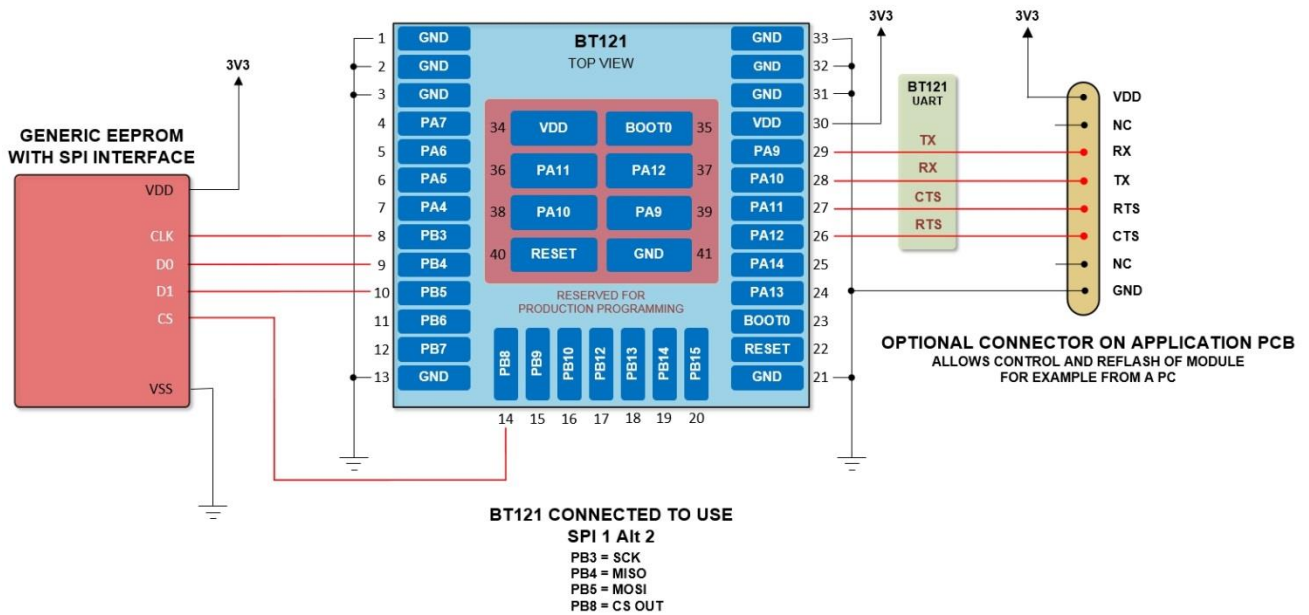 3V3
GENERIC EEPROM
WITH SPI INTERFACE
VDD
CLK
D0
D1
CS
VSS
BT121
TOP VIEW
1 GND
2 GND
3 GND
4 PA7
5 PA6
6 PA5
7 PA4
8 PB3
9 PB4
10 PB5
11 PB6
12 PB7
13 GND
34 VDD BOOT0 35
36 PA11 PA12 37
38 PA10 PA9 39
40 RESET GND 41
RESERVED FOR
PRODUCTION PROGRAMMING
PB8 PB9 PB10 PB12 PB13 PB14 PB15
14 15 16 17 18 19 20
GND 33
GND 32
GND 31
VDD 30
PA9 29
PA10 28
PA11 27
PA12 26
PA14 25
PA13 24
BOOT0 23
RESET 22
GND 21
3V3
BT121
UART
TX
RX
CTS
RTS
3V3
VDD
NC
RX
TX
RTS
CTS
NC
GND
OPTIONAL CONNECTOR ON APPLICATION PCB
ALLOWS CONTROL AND REFLASH OF MODULE
FOR EXAMPLE FROM A PC
BT121 CONNECTED TO USE
SPI 1 Alt 2
PB3 = SCK
PB4 = MISO
PB5 = MOSI
PB8 = CS OUT